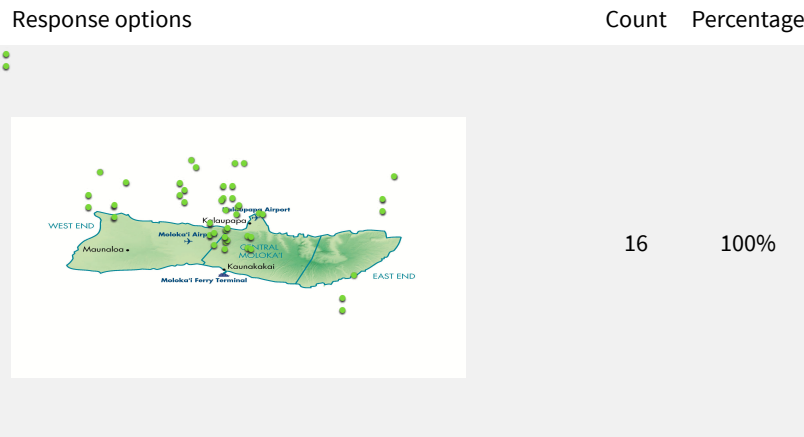 Response options Count Percentage
Kalaupapa Airport
Kalaupapa
WEST END
Moloka'i Airp
Maunaloa
CENTRAL
MOLOKA'I
Kaunakakai
EAST END
Moloka'i Ferry Terminal
16 100%